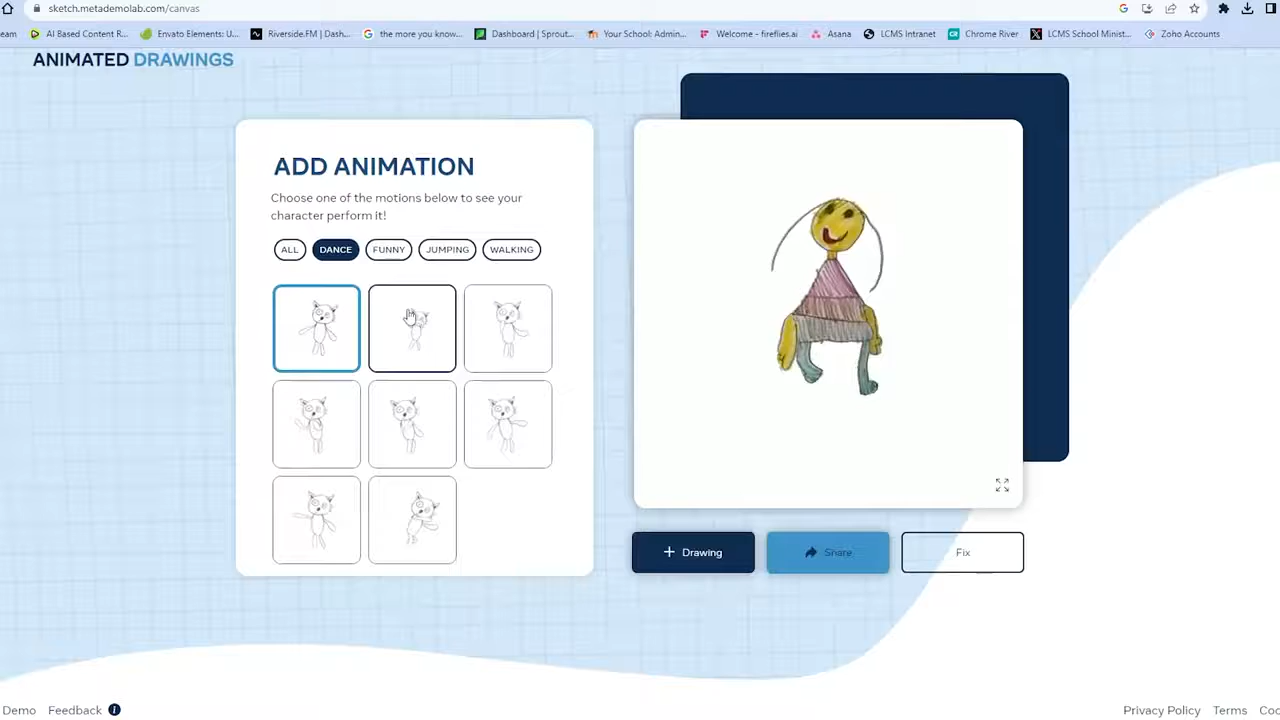 sketch.metademolab.com/canvas
eam AI Based Content R... Envato Elements: U... Riverside.FM | Dash... the more you know... Dashboard | Sprout... Your School: Admin... Welcome - fireflies.ai Asana LCMS Intranet Chrome River LCMS School Minist... Zoho Accounts
ANIMATED DRAWINGS
ADD ANIMATION
Choose one of the motions below to see your
character perform it!
ALL DANCE FUNNY JUMPING WALKING
+ Drawing Share Fix
Demo Feedback i Privacy Policy Terms Coo